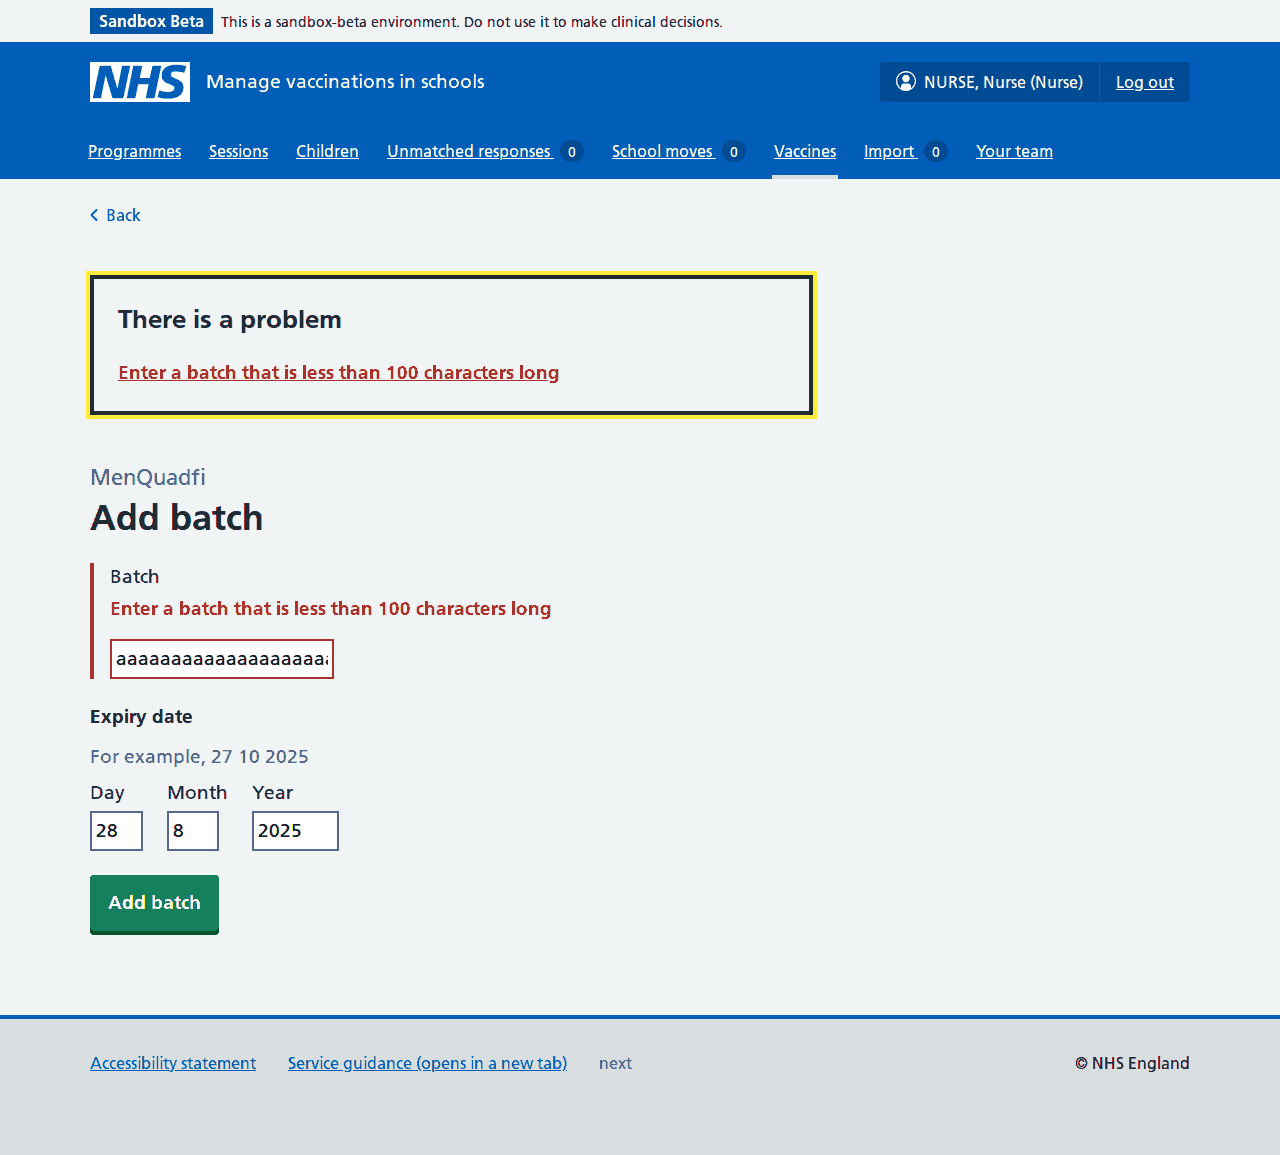 Sandbox Beta This is a sandbox-beta environment. Do not use it to make clinical decisions.
NHS Manage vaccinations in schools NURSE, Nurse (Nurse) Log out
Programmes Sessions Children Unmatched responses 0 School moves 0 Vaccines Import 0 Your team
Back
There is a problem
Enter a batch that is less than 100 characters long
MenQuadfi
Add batch
Batch
Enter a batch that is less than 100 characters long
aaaaaaaaaaaaaaaaaaaa
Expiry date
For example, 27 10 2025
Day Month Year
28 8 2025
Add batch
Accessibility statement Service guidance (opens in a new tab) next © NHS England